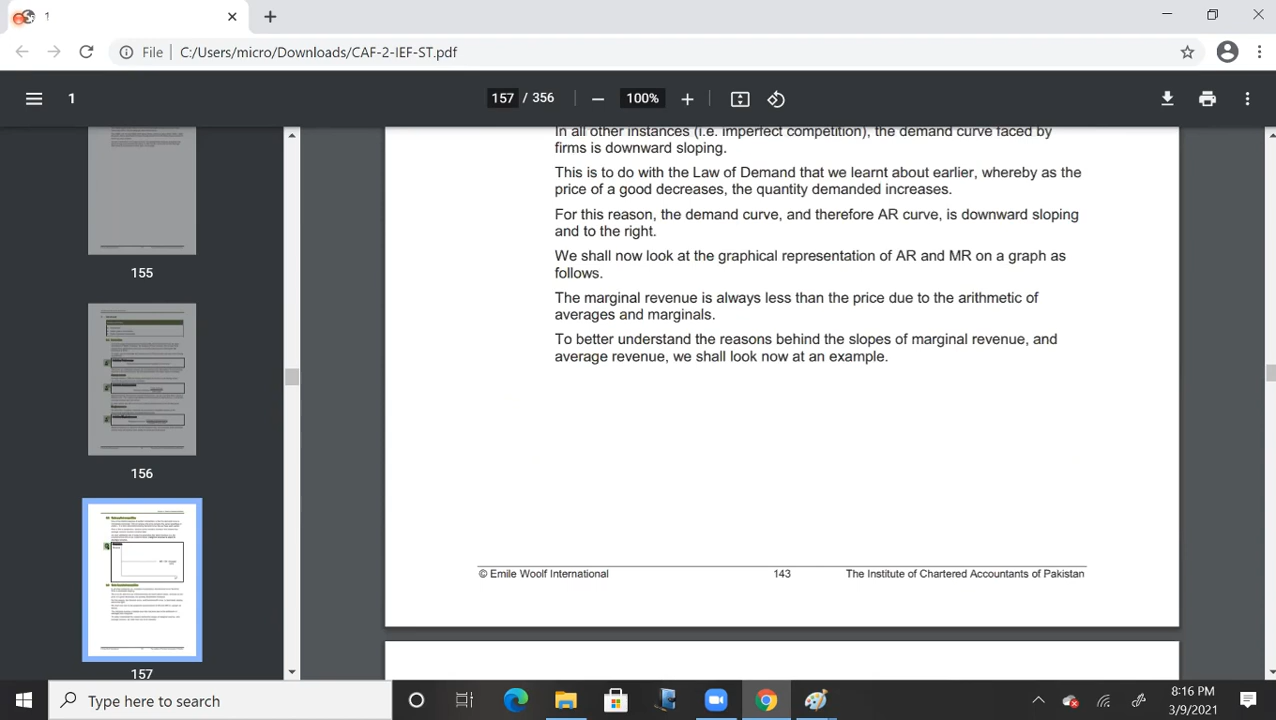 1
File
C:/Users/micro/Downloads/CAF-2-IEF-ST.pdf
1
157 / 356
100%
In all other instances (i.e. imperfect competition), the demand curve faced by
firms is downward sloping.
This is to do with the Law of Demand that we learnt about earlier, whereby as the
price of a good decreases, the quantity demanded increases.
For this reason, the demand curve, and therefore AR curve, is downward sloping
and to the right.
We shall now look at the graphical representation of AR and MR on a graph as
follows.
The marginal revenue is always less than the price due to the arithmetic of
averages and marginals.
To better understand the reasons behind the slopes of marginal revenue, and
average revenue, we shall look now at an example.
© Emile Woolf International
143
The Institute of Chartered Accountants of Pakistan
155
156
157
Type here to search
8:16 PM
3/9/2021